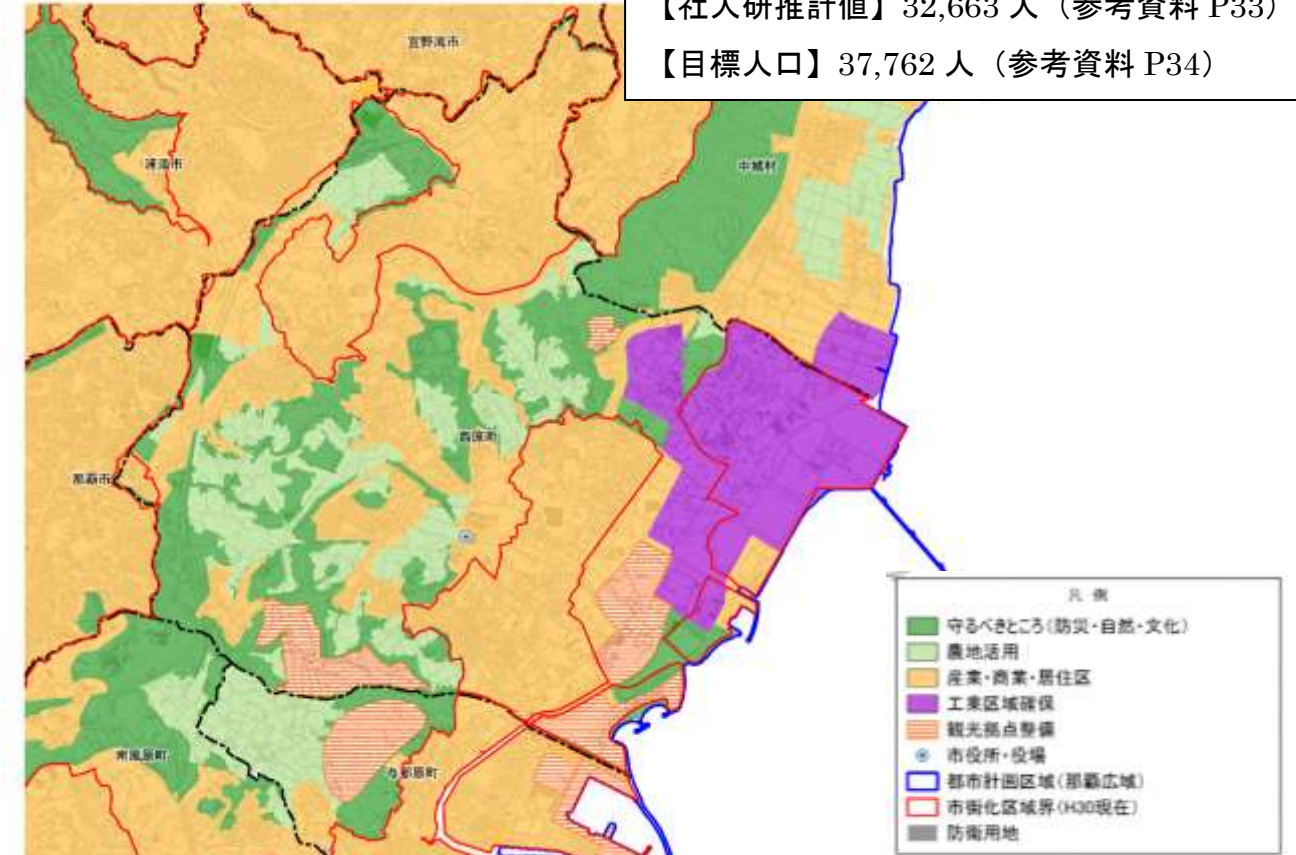 【社人研推計値】32,663 人（参考資料 P33）
【目標人口】37,762 人（参考資料 P34）
宜野湾市
浦添市
中城村
西原町
那覇市
南風原町
与那原町
凡 例
守るべきところ（防災・自然・文化）
農地活用
産業・商業・居住区
工業区域確保
観光拠点整備
市役所・役場
都市計画区域（那覇広域）
市街化区域界（H30現在）
防衛用地